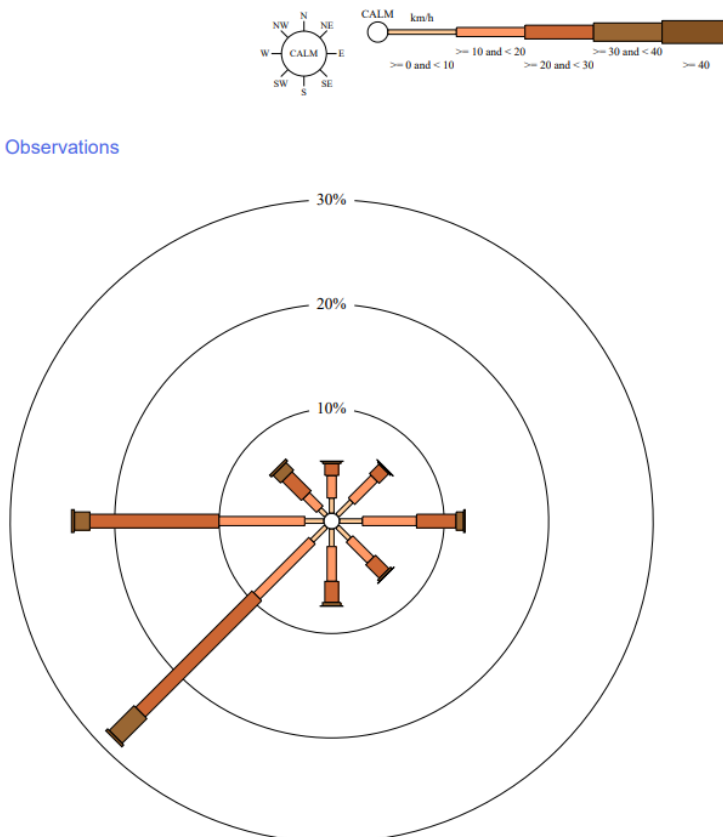 N
NW NE
W CALM E
SW SE
S
CALM km/h
>= 10 and < 20 >= 30 and < 40
>= 0 and < 10 >= 20 and < 30 >= 40
Observations
30%
20%
10%